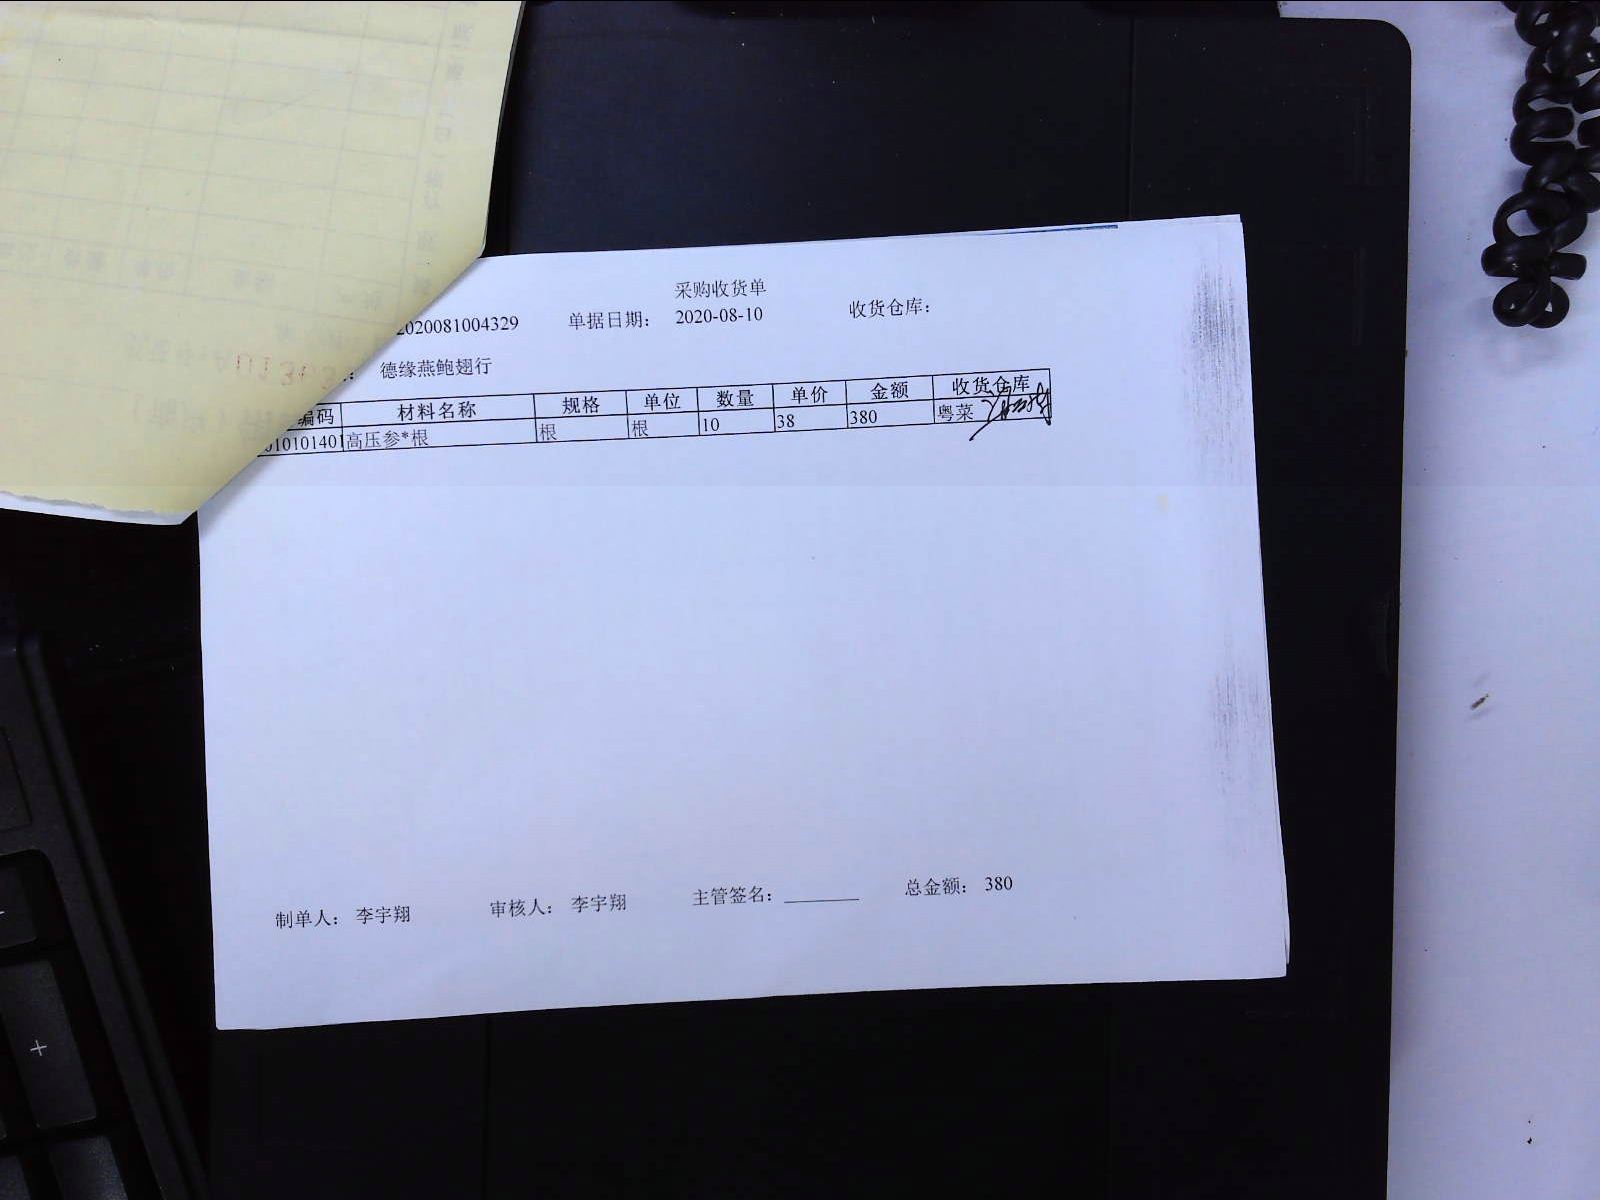 采购收货单
2020081004329 单据日期： 2020-08-10 收货仓库：
德缘燕鲍翅行
编码 材料名称 规格 单位 数量 单价 金额 收货仓库
010101401 高压参*根 根 根 10 38 380 粤菜
制单人： 李宇翔 审核人： 李宇翔 主管签名： 总金额： 380
+